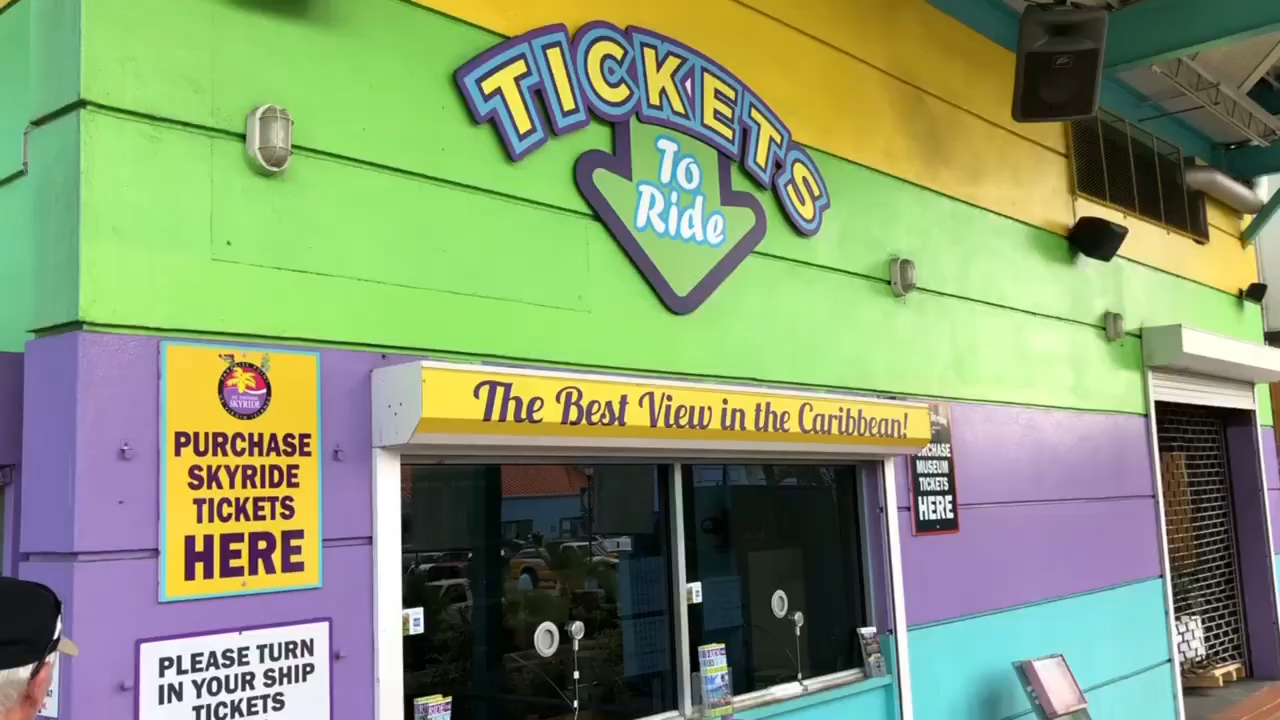 TICKETS
To
Ride
The Best View in the Caribbean!
SKYRIDE
PURCHASE
SKYRIDE
TICKETS
HERE
MUSEUM
TICKETS
HERE
PLEASE TURN
IN YOUR SHIP
TICKETS